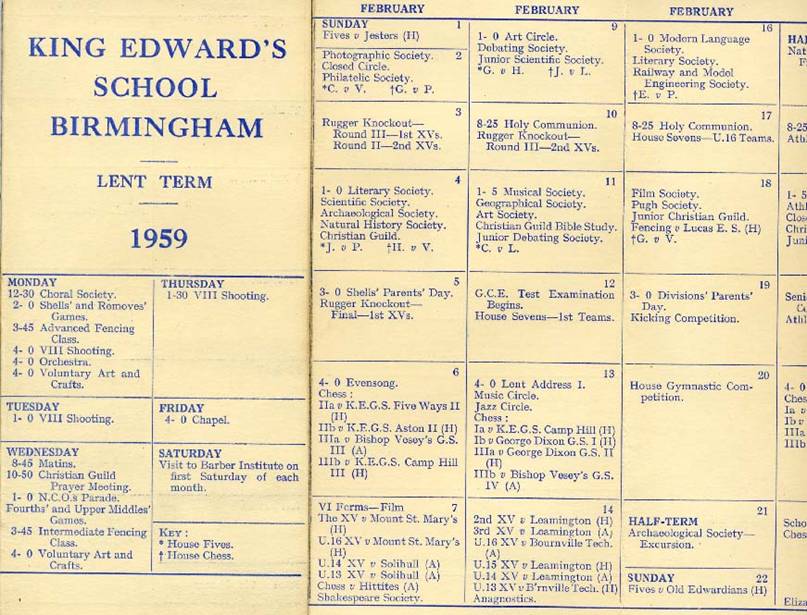 KING EDWARD'S
SCHOOL
BIRMINGHAM
LENT TERM
1959
MONDAY
12-30 Choral Society.
2- 0 Shells' and Removes'
Games.
3-45 Advanced Fencing
Class.
4- 0 VIII Shooting.
4- 0 Orchestra.
4- 0 Voluntary Art and
Crafts.
TUESDAY
1- 0 VIII Shooting.
WEDNESDAY
8-45 Matins.
10-50 Christian Guild
Prayer Meeting.
1- 0 N.C.O.s Parade.
Fourths' and Upper Middles'
Games.
3-45 Intermediate Fencing
Class.
4- 0 Voluntary Art and
Crafts.
THURSDAY
1-30 VIII Shooting.
FRIDAY
4- 0 Chapel.
SATURDAY
Visit to Barber Institute on
first Saturday of each
month.
KEY :
* House Fives.
† House Chess.
FEBRUARY
SUNDAY 1
Fives v Jesters (H)
Photographic Society. 2
Closed Circle.
Philatelic Society.
*C. v V. †G. v P.
3
Rugger Knockout—
Round III—1st XVs.
Round II—2nd XVs.
4
1- 0 Literary Society.
Scientific Society.
Archaeological Society.
Natural History Society.
Christian Guild.
*J. v P. †H. v V.
5
3- 0 Shells' Parents' Day.
Rugger Knockout—
Final—1st XVs.
6
4- 0 Evensong.
Chess :
IIa v K.E.G.S. Five Ways II
(H)
IIb v K.E.G.S. Aston II (H)
IIIa v Bishop Vesey's G.S.
III (A)
IIIb v K.E.G.S. Camp Hill
III (H)
VI Forms—Film 7
The XV v Mount St. Mary's
(H)
U.16 XV v Mount St. Mary's
(H)
U.14 XV v Solihull (A)
U.13 XV v Solihull (A)
Chess v Hittites (A)
Shakespeare Society.
FEBRUARY
9
1- 0 Art Circle.
Debating Society.
Junior Scientific Society.
*G. v H. †J. v L.
10
8-25 Holy Communion.
Rugger Knockout—
Round III—2nd XVs.
11
1- 5 Musical Society.
Geographical Society.
Art Society.
Christian Guild Bible Study.
Junior Debating Society.
*C. v L.
12
G.C.E. Test Examination
Begins.
House Sevens—1st Teams.
13
4- 0 Lent Address I.
Music Circle.
Jazz Circle.
Chess :
Ia v K.E.G.S. Camp Hill (H)
Ib v George Dixon G.S. I (H)
IIIa v George Dixon G.S. II
(H)
IIIb v Bishop Vesey's G.S.
IV (A)
14
2nd XV v Leamington (H)
3rd XV v Leamington (A)
U.16 XV v Bournville Tech.
(A)
U.15 XV v Leamington (H)
U.14 XV v Leamington (A)
U.13 XV v B'rnville Tech. (H)
Anagnostics.
FEBRUARY
16
1- 0 Modern Language
Society.
Literary Society.
Railway and Model
Engineering Society.
†E. v P.
17
8-25 Holy Communion.
House Sevens—U.16 Teams.
18
Film Society.
Pugh Society.
Junior Christian Guild.
Fencing v Lucas E. S. (H)
†G. v V.
19
3- 0 Divisions' Parents'
Day.
Kicking Competition.
20
House Gymnastic Com-
petition.
21
HALF-TERM
Archaeological Society—
Excursion.
SUNDAY 22
Fives v Old Edwardians (H)
8-25
1- 5
4- 0
Ia v
Ib v
IIIa
IIIb